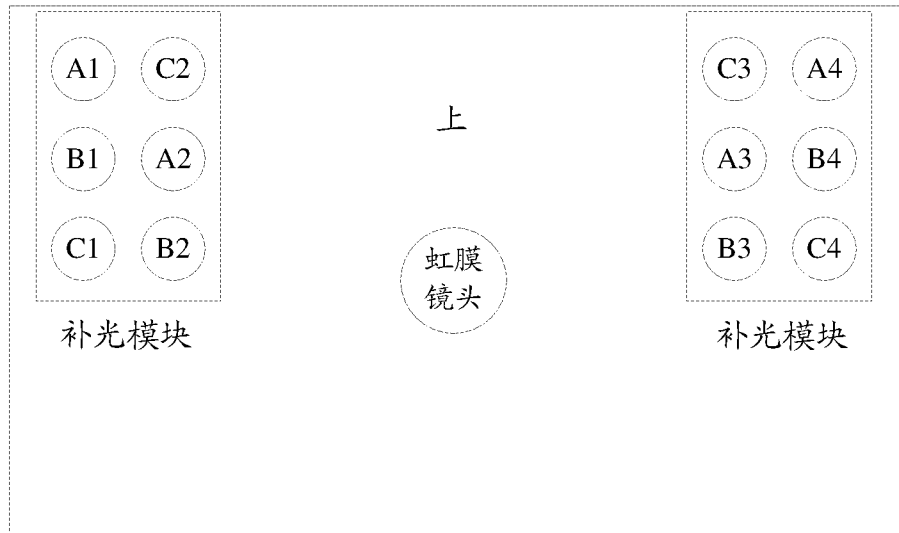 A1 C2
C3 A4
上
B1 A2
A3 B4
C1 B2
B3 C4
虹膜
镜头
补光模块
补光模块